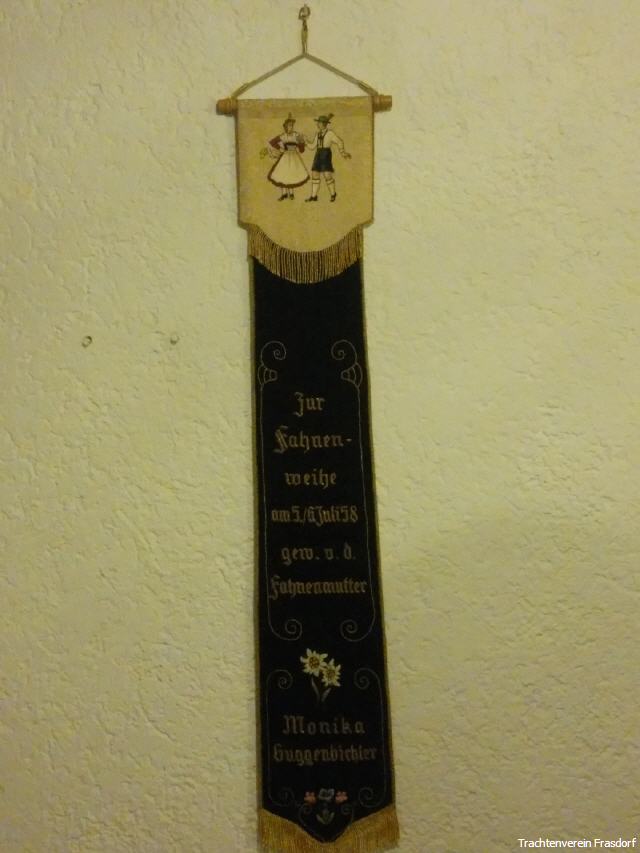 Zur
Fahnen-
weihe
am 5./6. Juli 58
gew. v. d.
Fahnenmutter
Monika
Guggenbichler
Trachtenverein Frasdorf